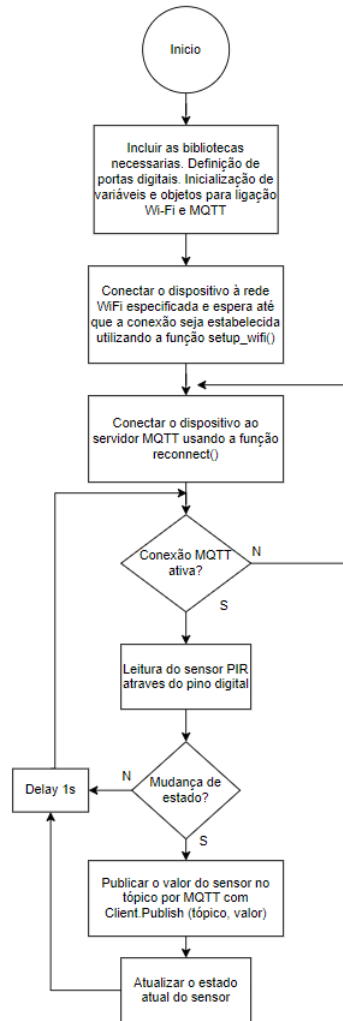 Inicio
Incluir as bibliotecas
necessarias. Definição de
portas digitais. Inicialização de
variáveis e objetos para ligação
Wi-Fi e MQTT
Conectar o dispositivo à rede
WiFi especificada e espera até
que a conexão seja estabelecida
utilizando a função setup_wifi()
Conectar o dispositivo ao
servidor MQTT usando a função
reconnect()
Conexão MQTT
ativa?
N
S
Leitura do sensor PIR
atraves do pino digital
Mudança de
estado?
N
Delay 1s
S
Publicar o valor do sensor no
tópico por MQTT com
Client.Publish (tópico, valor)
Atualizar o estado
atual do sensor